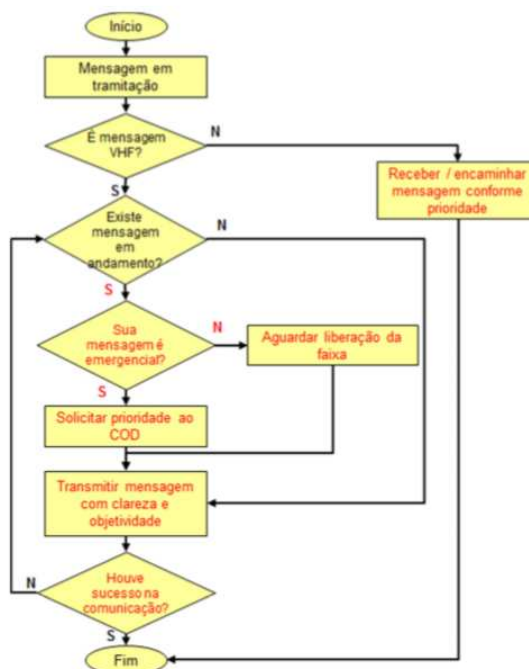 Início
Mensagem em
tramitação
É mensagem
VHF?
N
S
Receber / encaminhar
mensagem conforme
prioridade
Existe
mensagem
em
andamento?
N
S
Sua
mensagem é
emergencial?
N
Aguardar liberação da
faixa
S
Solicitar prioridade ao
COD
Transmitir mensagem
com clareza e
objetividade
Houve
sucesso na
comunicação?
N
S
Fim